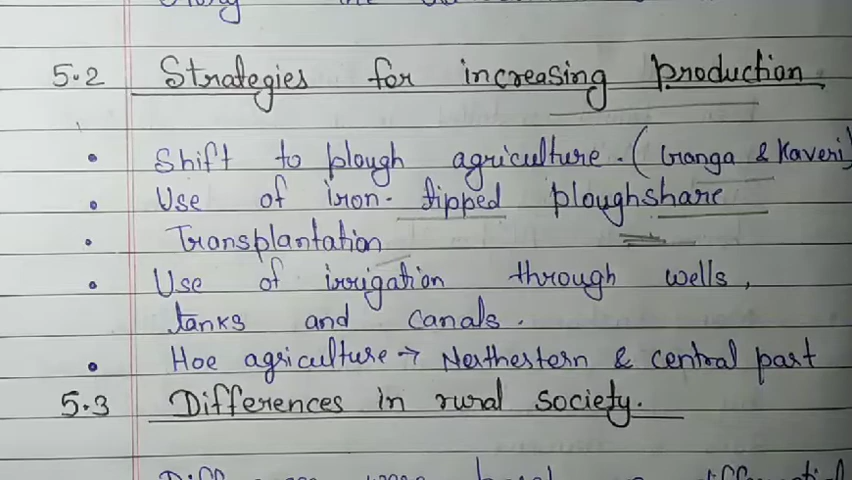 5.2 Strategies for increasing production
• Shift to plough agriculture. (Ganga & Kaveri)
• Use of iron-tipped ploughshare
• Transplantation
• Use of irrigation through wells,
tanks and canals.
• Hoe agriculture → Northestern & central part
5.3 Differences in rural society.